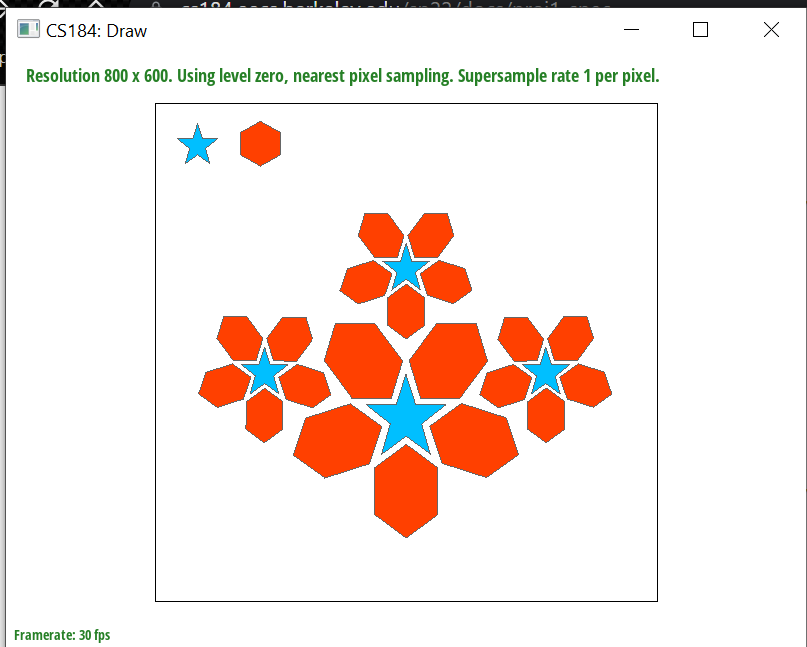 CS184: Draw
Resolution 800 x 600. Using level zero, nearest pixel sampling. Supersample rate 1 per pixel.
Framerate: 30 fps